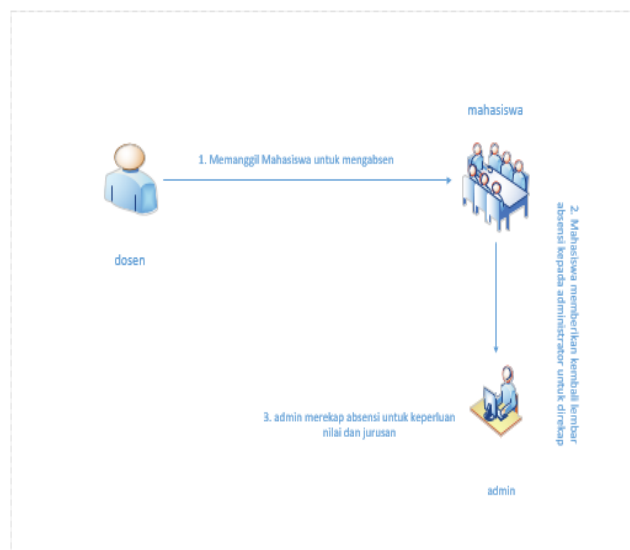 mahasiswa
1. Memanggil Mahasiswa untuk mengabsen
dosen
2. Mahasiswa memberikan kembali lembar
absensi kepada administrator untuk direkap
3. admin merekap absensi untuk keperluan
nilai dan jurusan
admin